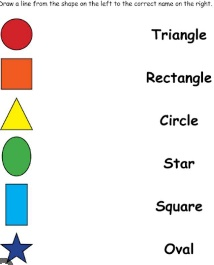 Draw a line from the shape on the left to the correct name on the right.
Triangle
Rectangle
Circle
Star
Square
Oval